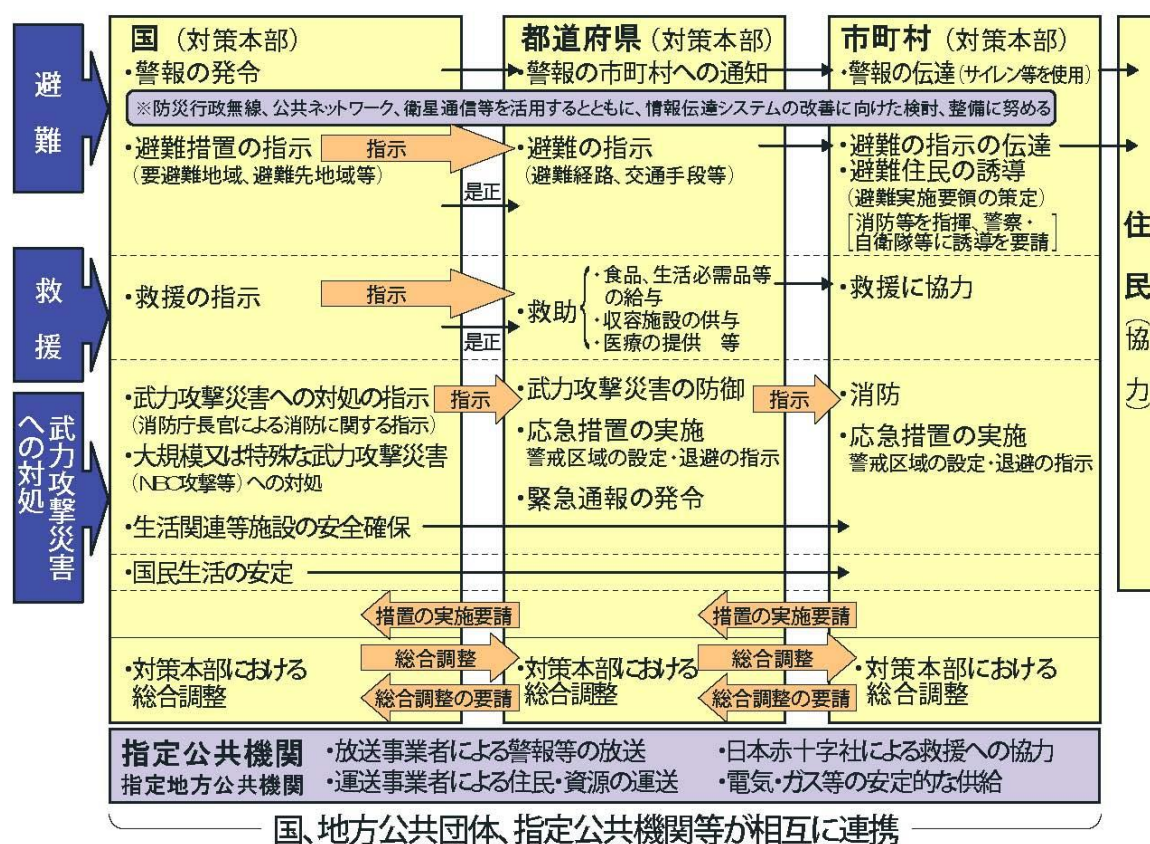 避難
救援
武力攻撃災害
への対処
国（対策本部）
・警報の発令
都道府県（対策本部）
・警報の市町村への通知
市町村（対策本部）
・警報の伝達（サイレン等を使用）
※防災行政無線、公共ネットワーク、衛星通信等を活用するとともに、情報伝達システムの改善に向けた検討、整備に努める
・避難措置の指示
（要避難地域、避難先地域等）
指示
是正
・避難の指示
（避難経路、交通手段等）
・避難の指示の伝達
・避難住民の誘導
（避難実施要領の策定）
［消防等を指揮、警察・
自衛隊等に誘導を要請］
・救援の指示
指示
是正
・救助
・食品、生活必需品等
の給与
・収容施設の供与
・医療の提供 等
・救援に協力
・武力攻撃災害への対処の指示
（消防庁長官による消防に関する指示）
指示
・大規模又は特殊な武力攻撃災害
（NBC攻撃等）への対処
・武力攻撃災害の防御
指示
・応急措置の実施
警戒区域の設定・退避の指示
・緊急通報の発令
・消防
・応急措置の実施
警戒区域の設定・退避の指示
・生活関連等施設の安全確保
・国民生活の安定
措置の実施要請
措置の実施要請
・対策本部における
総合調整
総合調整
総合調整の要請
・対策本部における
総合調整
総合調整
総合調整の要請
・対策本部における
総合調整
住民（協力）
指定公共機関
指定地方公共機関
・放送事業者による警報等の放送
・運送事業者による住民・資源の運送
・日本赤十字社による救援への協力
・電気・ガス等の安定的な供給
国、地方公共団体、指定公共機関等が相互に連携